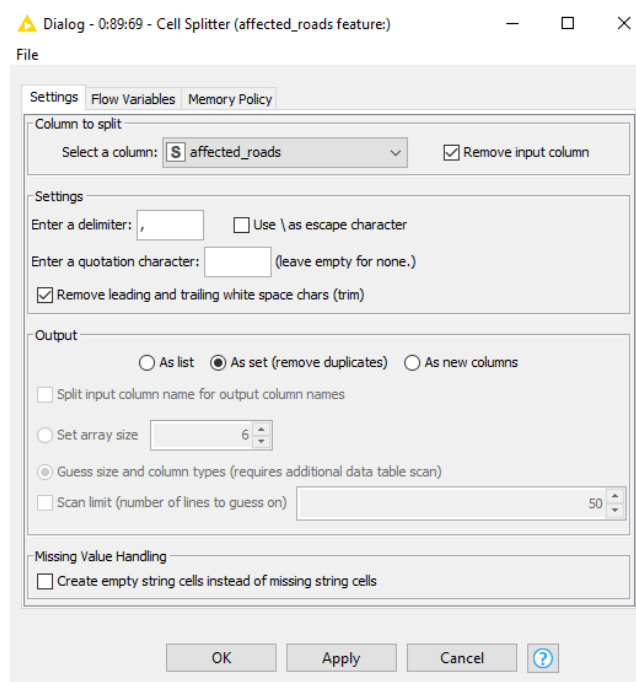 Dialog - 0:89:69 - Cell Splitter (affected_roads feature:)
File
Settings Flow Variables Memory Policy
Column to split
Select a column: S affected_roads Remove input column
Settings
Enter a delimiter: , Use \ as escape character
Enter a quotation character: (leave empty for none.)
Remove leading and trailing white space chars (trim)
Output
As list As set (remove duplicates) As new columns
Split input column name for output column names
Set array size 6
Guess size and column types (requires additional data table scan)
Scan limit (number of lines to guess on) 50
Missing Value Handling
Create empty string cells instead of missing string cells
OK Apply Cancel ?